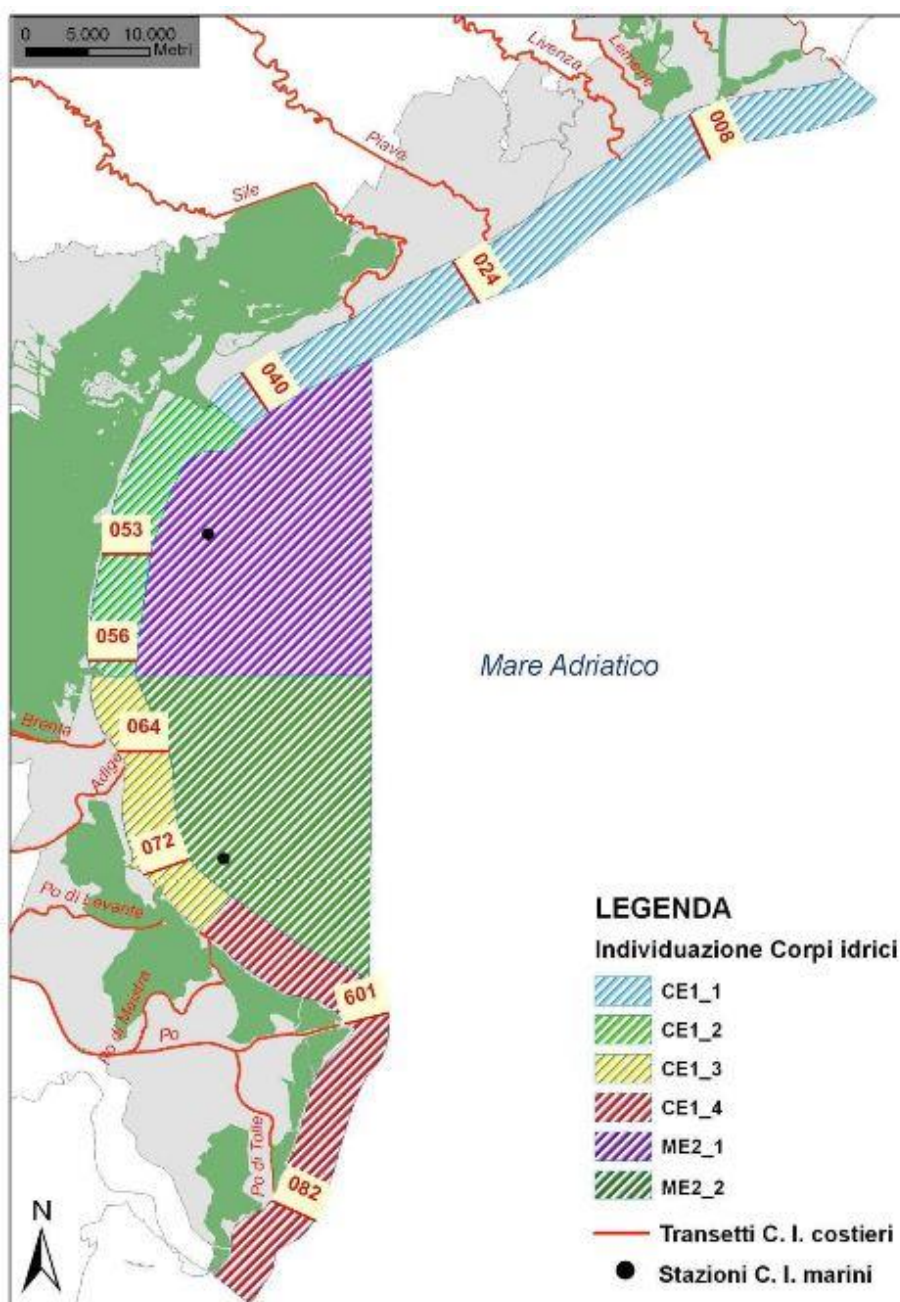 0 5.000 10.000
Metri
Livenza
Lemene
008
Piave
Sile
024
040
053
056
Mare Adriatico
064
Brenta
Adige
072
Po di Levante
601
Po di Maistra
Po
Po di Tolle
082
N
LEGENDA
Individuazione Corpi idrici
CE1_1
CE1_2
CE1_3
CE1_4
ME2_1
ME2_2
Transetti C. I. costieri
Stazioni C. I. marini